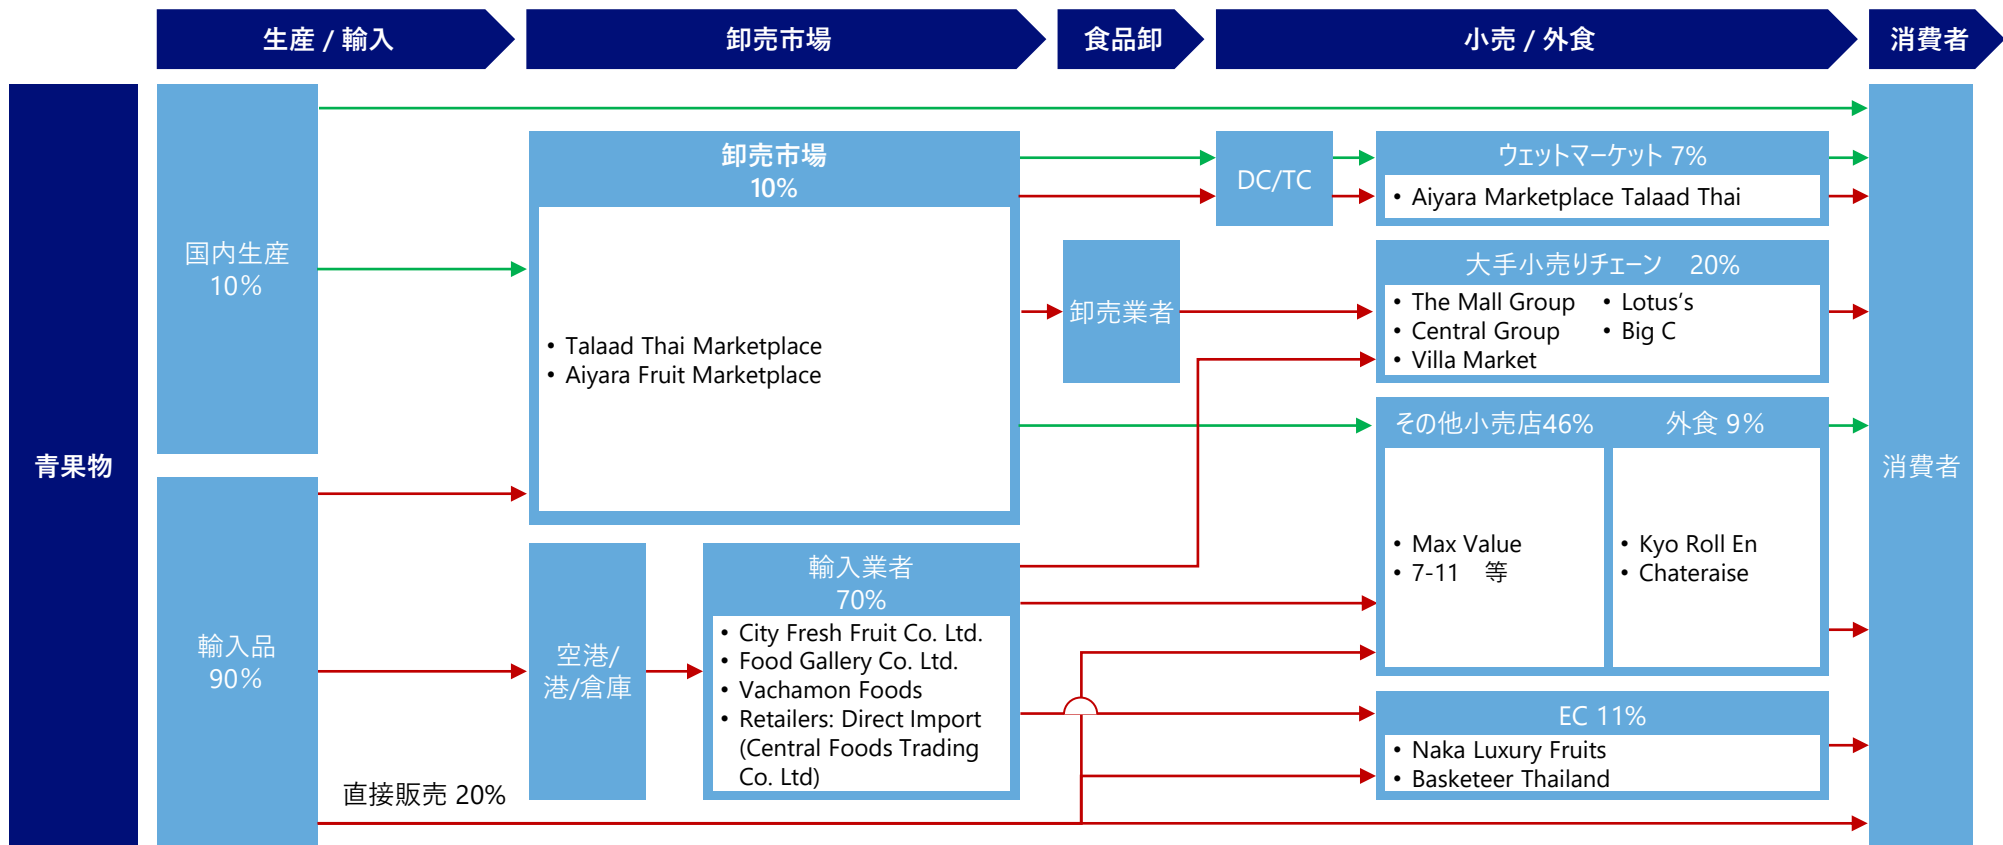 生産 / 輸入
卸売市場
食品卸
小売 / 外食
消費者
青果物
国内生産
10%
輸入品
90%
直接販売 20%
卸売市場
10%
• Talaad Thai Marketplace
• Aiyara Fruit Marketplace
空港/
港/倉庫
輸入業者
70%
• City Fresh Fruit Co. Ltd.
• Food Gallery Co. Ltd.
• Vachamon Foods
• Retailers: Direct Import
(Central Foods Trading
Co. Ltd)
卸売業者
DC/TC
ウェットマーケット 7%
• Aiyara Marketplace Talaad Thai
大手小売りチェーン 20%
• The Mall Group
• Central Group
• Villa Market
• Lotus's
• Big C
その他小売店46%
• Max Value
• 7-11 等
外食 9%
• Kyo Roll En
• Chateraise
EC 11%
• Naka Luxury Fruits
• Basketeer Thailand
消費者